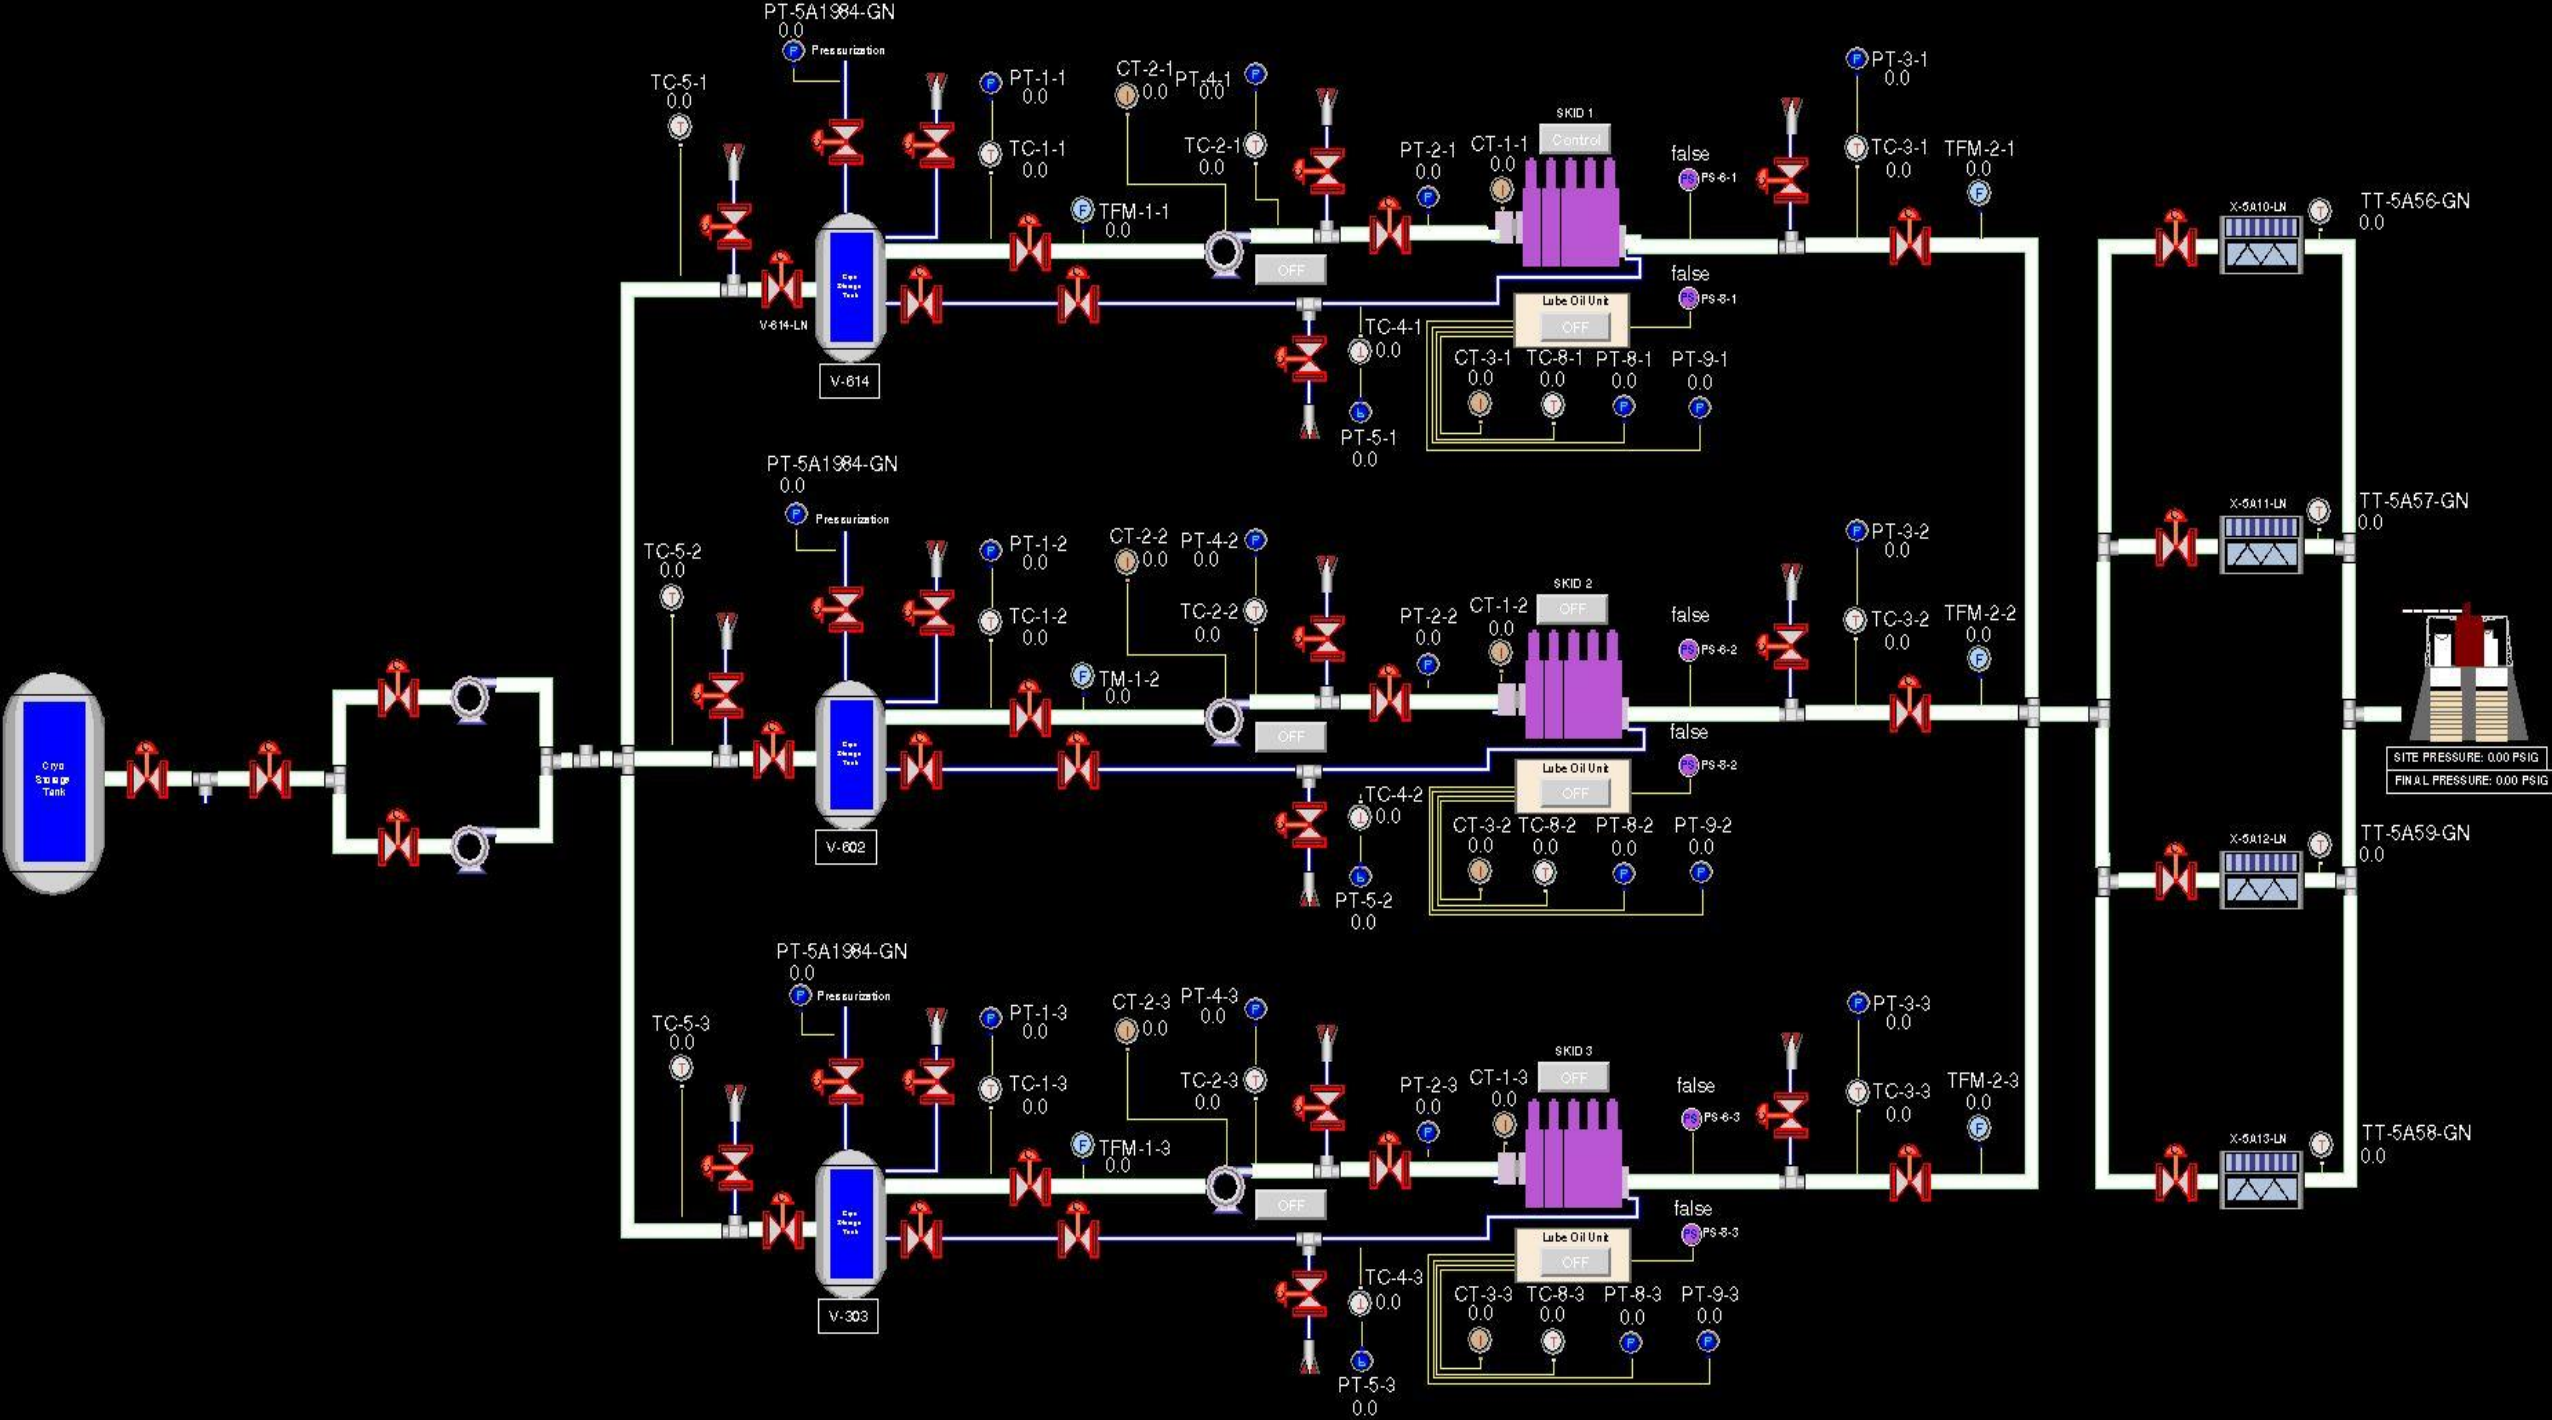 PT-5A1984-GN
0.0
P
Pressurization
TC-5-1
0.0
T
P
PT-1-1
0.0
T
TC-1-1
0.0
F
TFM-1-1
0.0
CT-2-1
I
0.0
PT-4-1
0.0
P
TC-2-1
0.0
T
OFF
PT-2-1
0.0
P
CT-1-1
0.0
I
SKID 1
Control
false
PS
PS-6-1
false
PS
PS-8-1
Lube Oil Unit
OFF
P
PT-3-1
0.0
T
TC-3-1
0.0
TFM-2-1
0.0
F
V-614-LN
Cryo
Storage
Tank
V-614
TC-4-1
T
0.0
PT-5-1
0.0
CT-3-1
0.0
I
TC-8-1
0.0
T
PT-8-1
0.0
P
PT-9-1
0.0
P
X-5A10-LN
T
TT-5A56-GN
0.0
PT-5A1984-GN
0.0
P
Pressurization
TC-5-2
0.0
T
P
PT-1-2
0.0
T
TC-1-2
0.0
F
TM-1-2
0.0
CT-2-2
I
0.0
PT-4-2
0.0
P
TC-2-2
0.0
T
OFF
PT-2-2
0.0
P
CT-1-2
0.0
I
SKID 2
OFF
false
PS
PS-6-2
false
PS
PS-8-2
Lube Oil Unit
OFF
P
PT-3-2
0.0
T
TC-3-2
0.0
TFM-2-2
0.0
F
Cryo
Storage
Tank
V-602
TC-4-2
T
0.0
PT-5-2
0.0
CT-3-2
0.0
I
TC-8-2
0.0
T
PT-8-2
0.0
P
PT-9-2
0.0
P
X-5A11-LN
T
TT-5A57-GN
0.0
Cryo
Storage
Tank
SITE PRESSURE: 0.00 PSIG
FINAL PRESSURE: 0.00 PSIG
X-5A12-LN
T
TT-5A59-GN
0.0
PT-5A1984-GN
0.0
P
Pressurization
TC-5-3
0.0
T
P
PT-1-3
0.0
T
TC-1-3
0.0
F
TFM-1-3
0.0
CT-2-3
I
0.0
PT-4-3
0.0
P
TC-2-3
0.0
T
OFF
PT-2-3
0.0
P
CT-1-3
0.0
I
SKID 3
OFF
false
PS
PS-6-3
false
PS
PS-8-3
Lube Oil Unit
OFF
P
PT-3-3
0.0
T
TC-3-3
0.0
TFM-2-3
0.0
F
Cryo
Storage
Tank
V-303
TC-4-3
T
0.0
PT-5-3
0.0
CT-3-3
0.0
I
TC-8-3
0.0
T
PT-8-3
0.0
P
PT-9-3
0.0
P
X-5A13-LN
T
TT-5A58-GN
0.0